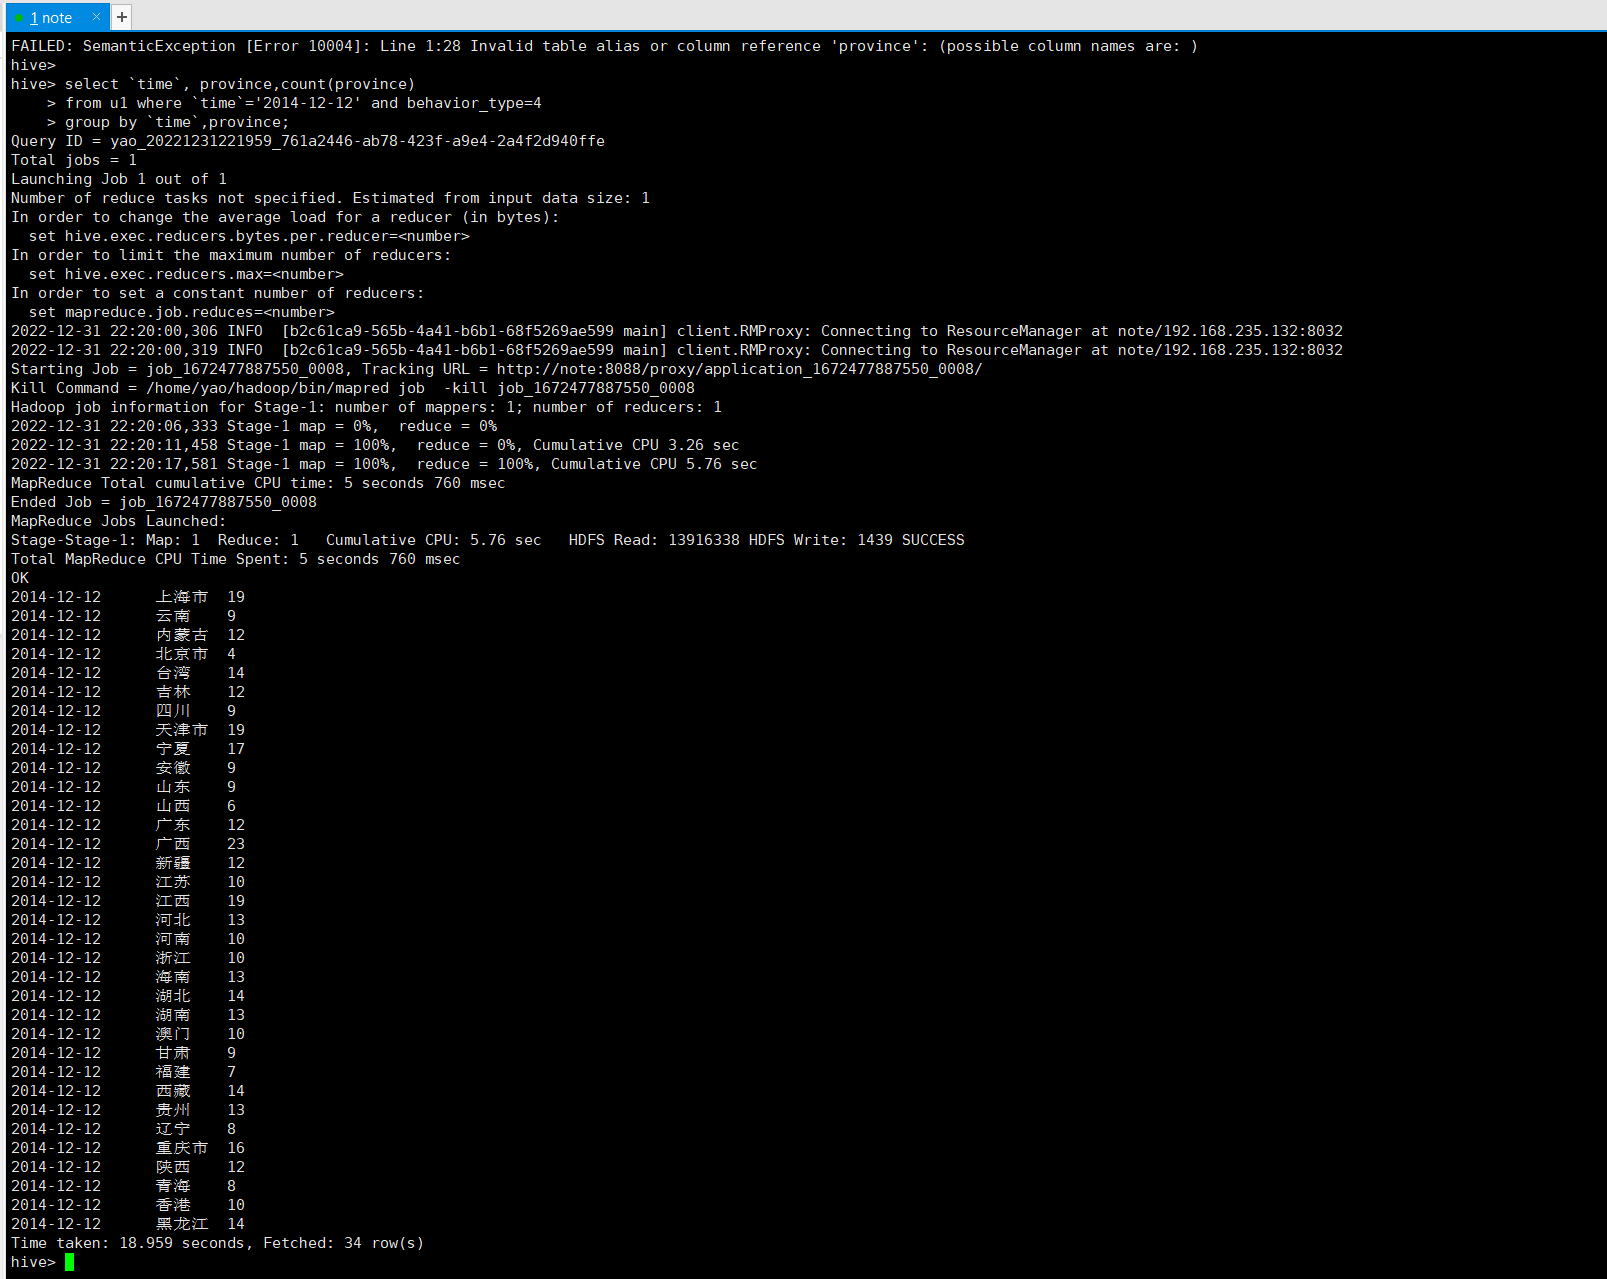 1 note × +
FAILED: SemanticException [Error 10004]: Line 1:28 Invalid table alias or column reference 'province': (possible column names are: )
hive>
hive> select `time`, province,count(province)
    > from u1 where `time`='2014-12-12' and behavior_type=4
    > group by `time`,province;
Query ID = yao_20221231221959_761a2446-ab78-423f-a9e4-2a4f2d940ffe
Total jobs = 1
Launching Job 1 out of 1
Number of reduce tasks not specified. Estimated from input data size: 1
In order to change the average load for a reducer (in bytes):
  set hive.exec.reducers.bytes.per.reducer=<number>
In order to limit the maximum number of reducers:
  set hive.exec.reducers.max=<number>
In order to set a constant number of reducers:
  set mapreduce.job.reduces=<number>
2022-12-31 22:20:00,306 INFO  [b2c61ca9-565b-4a41-b6b1-68f5269ae599 main] client.RMProxy: Connecting to ResourceManager at note/192.168.235.132:8032
2022-12-31 22:20:00,319 INFO  [b2c61ca9-565b-4a41-b6b1-68f5269ae599 main] client.RMProxy: Connecting to ResourceManager at note/192.168.235.132:8032
Starting Job = job_1672477887550_0008, Tracking URL = http://note:8088/proxy/application_1672477887550_0008/
Kill Command = /home/yao/hadoop/bin/mapred job  -kill job_1672477887550_0008
Hadoop job information for Stage-1: number of mappers: 1; number of reducers: 1
2022-12-31 22:20:06,333 Stage-1 map = 0%,  reduce = 0%
2022-12-31 22:20:11,458 Stage-1 map = 100%,  reduce = 0%, Cumulative CPU 3.26 sec
2022-12-31 22:20:17,581 Stage-1 map = 100%,  reduce = 100%, Cumulative CPU 5.76 sec
MapReduce Total cumulative CPU time: 5 seconds 760 msec
Ended Job = job_1672477887550_0008
MapReduce Jobs Launched:
Stage-Stage-1: Map: 1  Reduce: 1   Cumulative CPU: 5.76 sec   HDFS Read: 13916338 HDFS Write: 1439 SUCCESS
Total MapReduce CPU Time Spent: 5 seconds 760 msec
OK
2014-12-12      上海市  19
2014-12-12      云南    9
2014-12-12      内蒙古  12
2014-12-12      北京市  4
2014-12-12      台湾    14
2014-12-12      吉林    12
2014-12-12      四川    9
2014-12-12      天津市  19
2014-12-12      宁夏    17
2014-12-12      安徽    9
2014-12-12      山东    9
2014-12-12      山西    6
2014-12-12      广东    12
2014-12-12      广西    23
2014-12-12      新疆    12
2014-12-12      江苏    10
2014-12-12      江西    19
2014-12-12      河北    13
2014-12-12      河南    10
2014-12-12      浙江    10
2014-12-12      海南    13
2014-12-12      湖北    14
2014-12-12      湖南    13
2014-12-12      澳门    10
2014-12-12      甘肃    9
2014-12-12      福建    7
2014-12-12      西藏    14
2014-12-12      贵州    13
2014-12-12      辽宁    8
2014-12-12      重庆市  16
2014-12-12      陕西    12
2014-12-12      青海    8
2014-12-12      香港    10
2014-12-12      黑龙江  14
Time taken: 18.959 seconds, Fetched: 34 row(s)
hive>